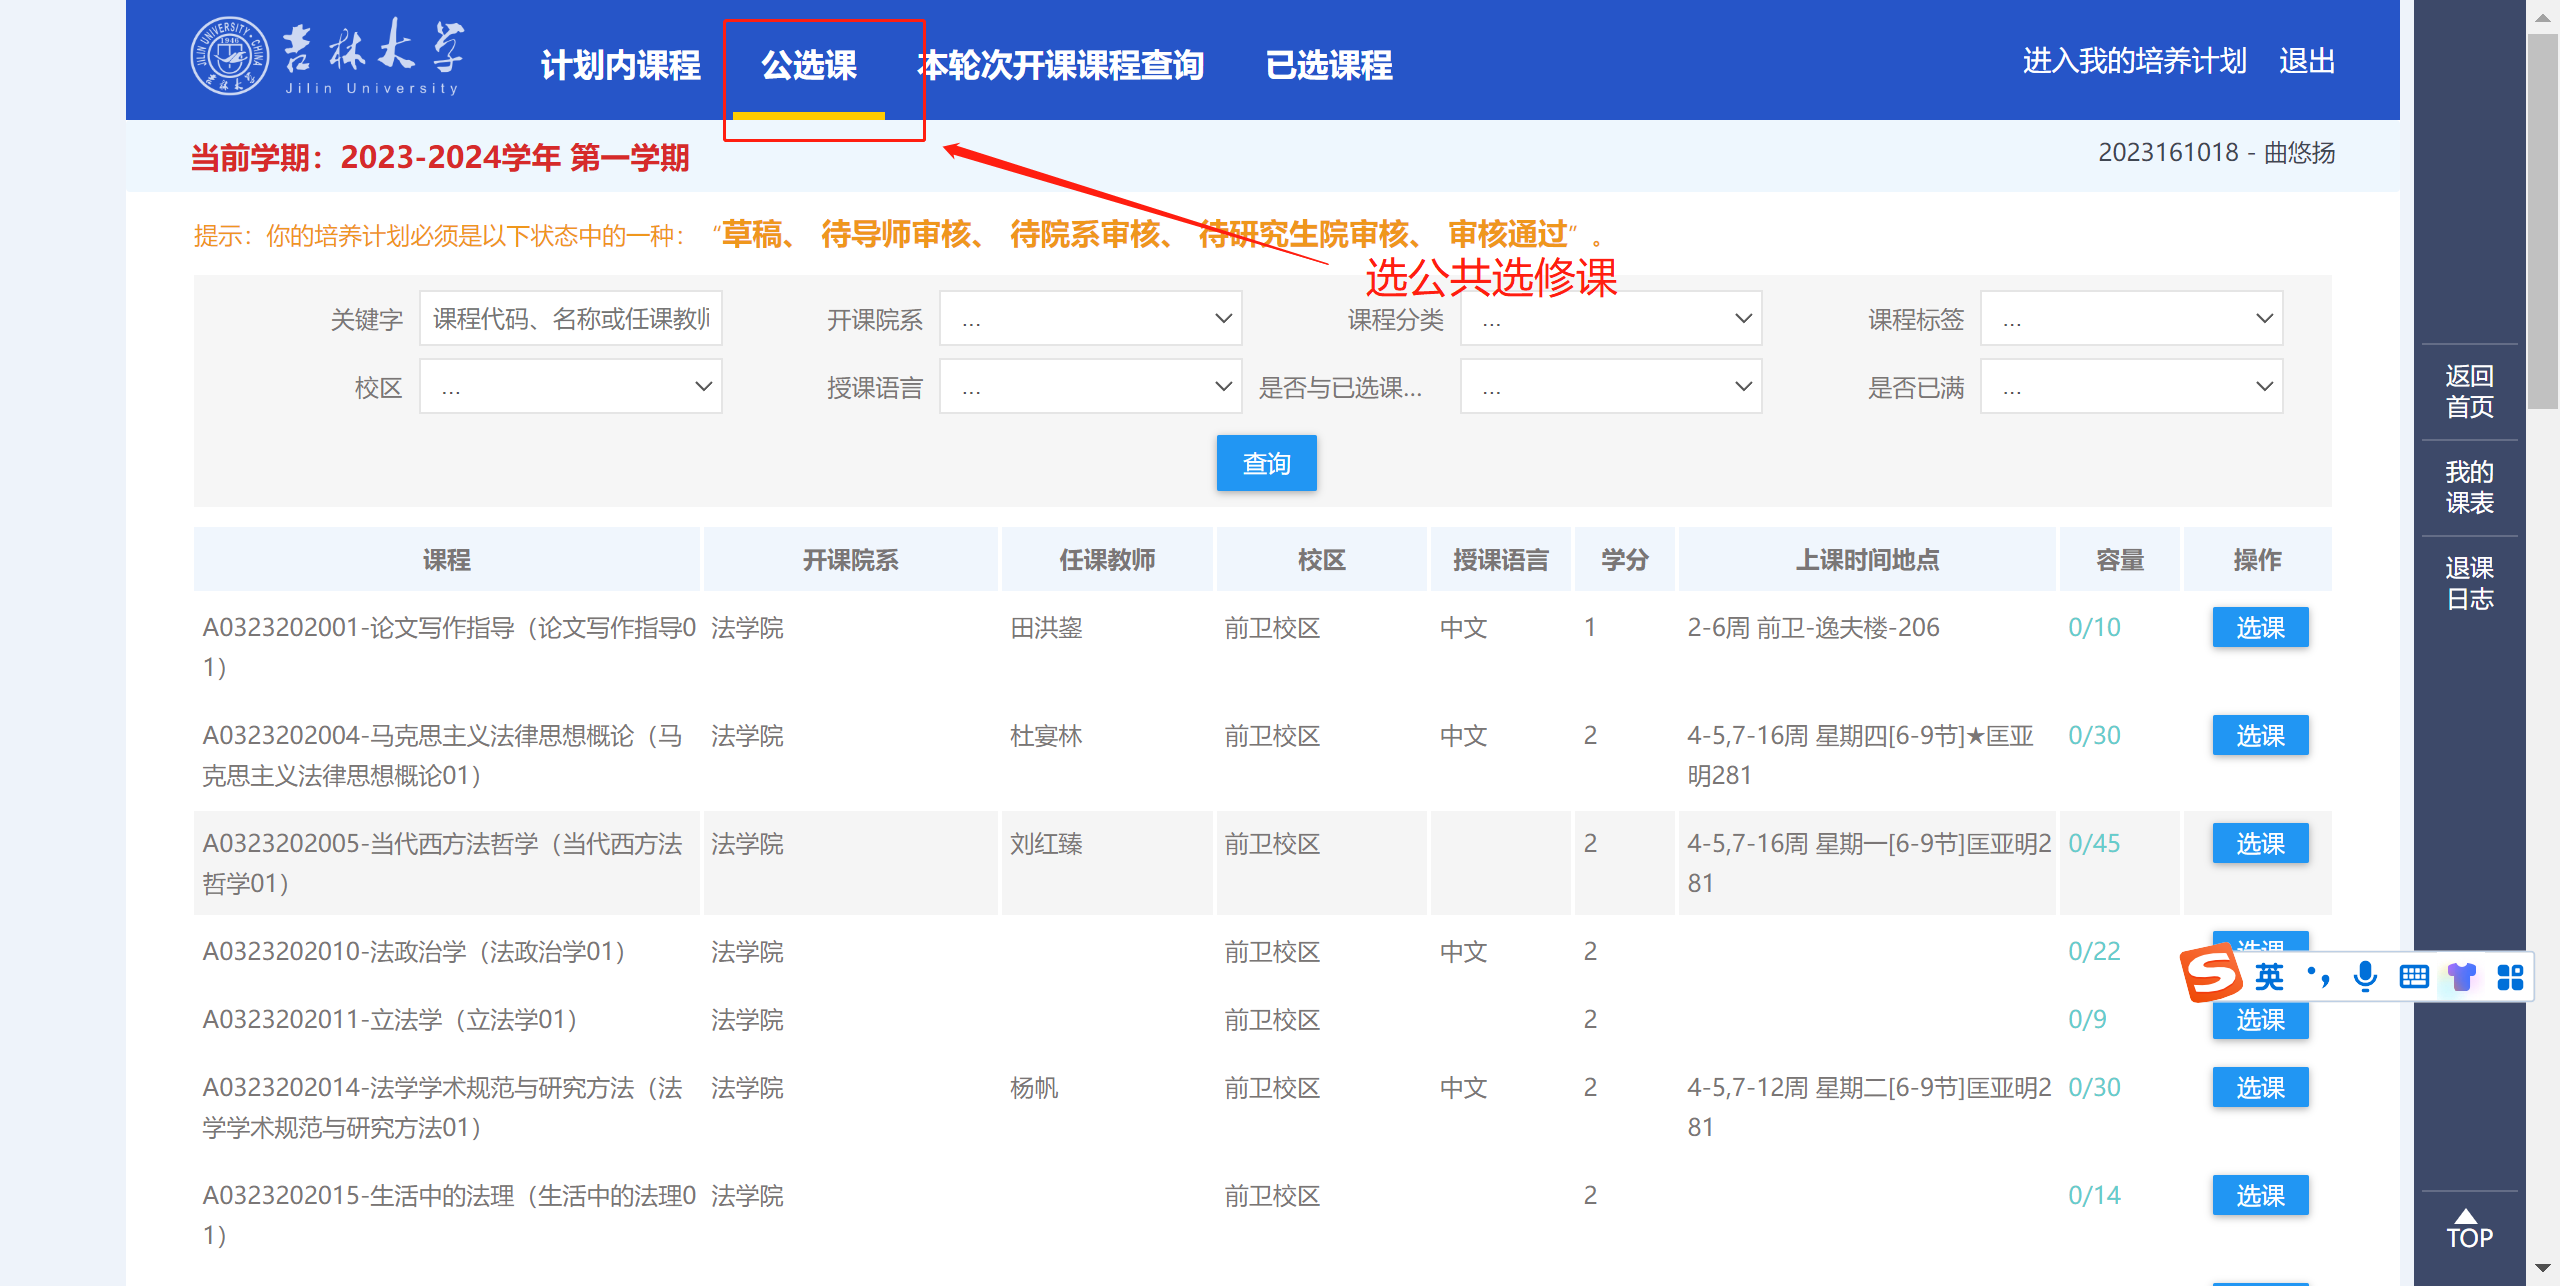 吉林大学
Jilin University
计划内课程 公选课 本轮次开课课程查询 已选课程
进入我的培养计划 退出
当前学期：2023-2024学年 第一学期
2023161018 - 曲悠扬
提示：你的培养计划必须是以下状态中的一种：“草稿、 待导师审核、 待院系审核、 待研究生院审核、 审核通过”。
选公共选修课
关键字 课程代码、名称或任课教师 开课院系 ... 课程分类 ... 课程标签 ...
校区 ... 授课语言 ... 是否与已选课... ... 是否已满 ...
查询
课程 开课院系 任课教师 校区 授课语言 学分 上课时间地点 容量 操作
A0323202001-论文写作指导（论文写作指导0 法学院 田洪鋆 前卫校区 中文 1 2-6周 前卫-逸夫楼-206 0/10 选课
1）
A0323202004-马克思主义法律思想概论（马 法学院 杜宴林 前卫校区 中文 2 4-5,7-16周 星期四[6-9节]★匡亚 0/30 选课
克思主义法律思想概论01） 明281
A0323202005-当代西方法哲学（当代西方法 法学院 刘红臻 前卫校区 2 4-5,7-16周 星期一[6-9节]匡亚明2 0/45 选课
哲学01） 81
A0323202010-法政治学（法政治学01） 法学院 前卫校区 中文 2 0/22 选课
A0323202011-立法学（立法学01） 法学院 前卫校区 2 0/9 选课
A0323202014-法学学术规范与研究方法（法 法学院 杨帆 前卫校区 中文 2 4-5,7-12周 星期二[6-9节]匡亚明2 0/30 选课
学学术规范与研究方法01） 81
A0323202015-生活中的法理（生活中的法理0 法学院 前卫校区 2 0/14 选课
1）
返回
首页
我的
课表
退课
日志
英
TOP